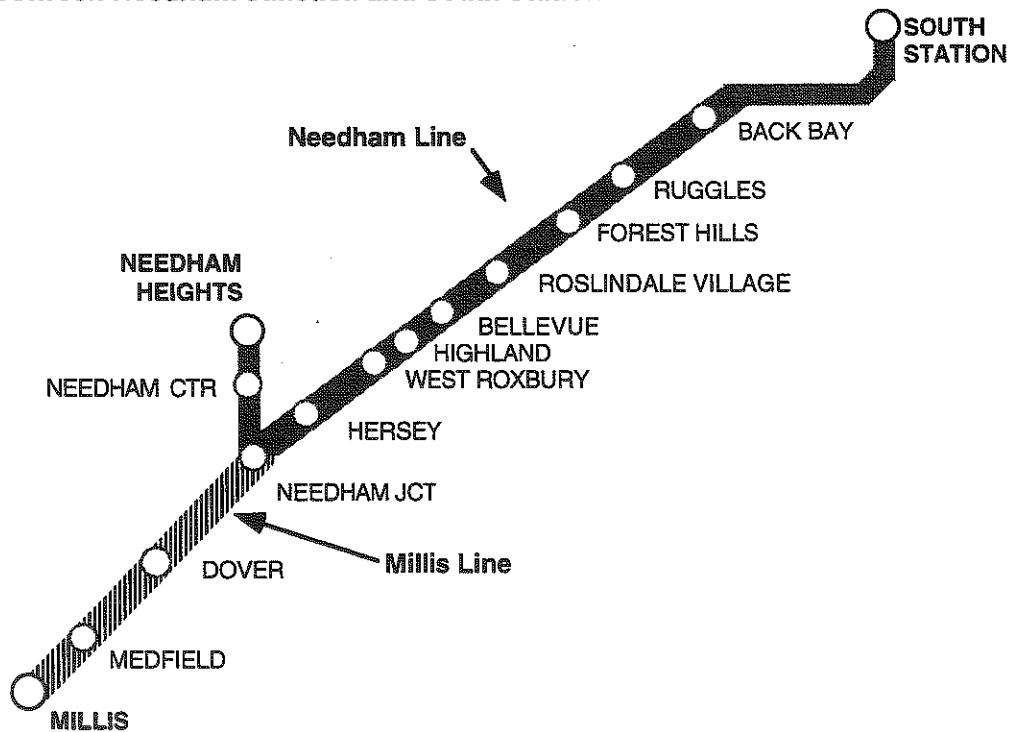 SOUTH
STATION
BACK BAY
Needham Line
RUGGLES
FOREST HILLS
NEEDHAM
HEIGHTS
ROSLINDALE VILLAGE
BELLEVUE
HIGHLAND
NEEDHAM CTR
WEST ROXBURY
HERSEY
NEEDHAM JCT
Millis Line
DOVER
MEDFIELD
MILLIS